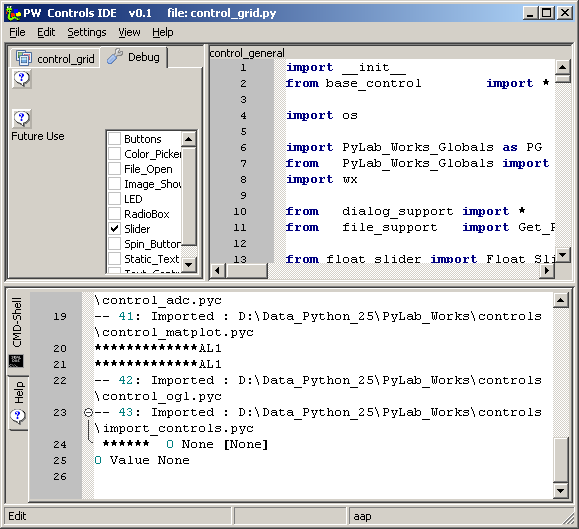 PW Controls IDE v0.1 file: control_grid.py
File Edit Settings View Help
control_grid Debug
Future Use
Buttons
Color_Picker
File_Open
Image_Show
LED
RadioBox
Slider
Spin_Button
Static_Text
control_general
1 import __init__
2 from base_control import *
3
4 import os
5
6 import PyLab_Works_Globals as PG
7 from PyLab_Works_Globals import
8 import wx
9
10 from dialog_support import *
11 from file_support import Get_F
12
13 from float_slider import Float_Sli
CMD-Shell
Help
\control_adc.pyc
19 -- 41: Imported : D:\Data_Python_25\PyLab_Works\controls
\control_matplot.pyc
20 *************AL1
21 *************AL1
22 -- 42: Imported : D:\Data_Python_25\PyLab_Works\controls
\control_ogl.pyc
23 -- 43: Imported : D:\Data_Python_25\PyLab_Works\controls
\import_controls.pyc
24 ****** 0 None [None]
25 0 Value None
26
Edit aap